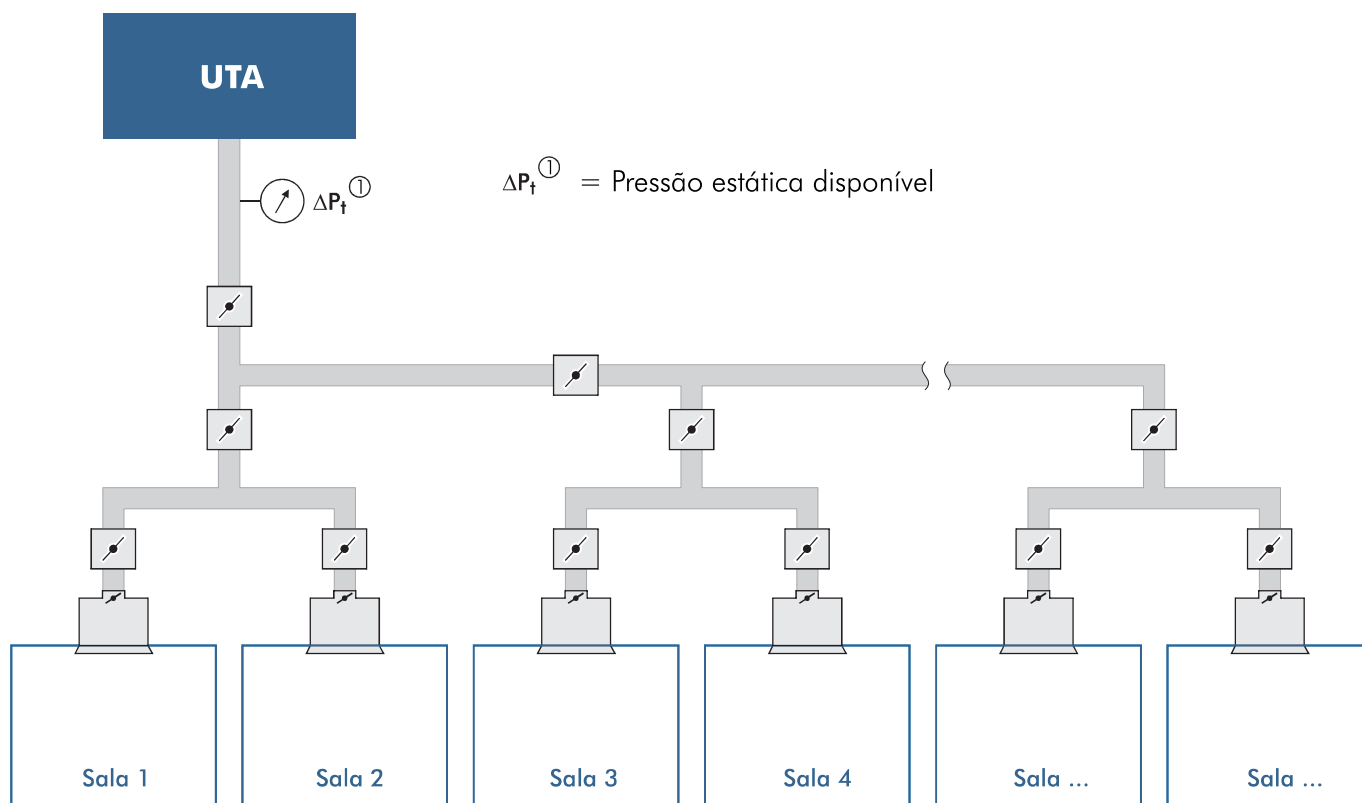 UTA
ΔPt① = Pressão estática disponível
ΔPt①
Sala 1
Sala 2
Sala 3
Sala 4
Sala ...
Sala ...